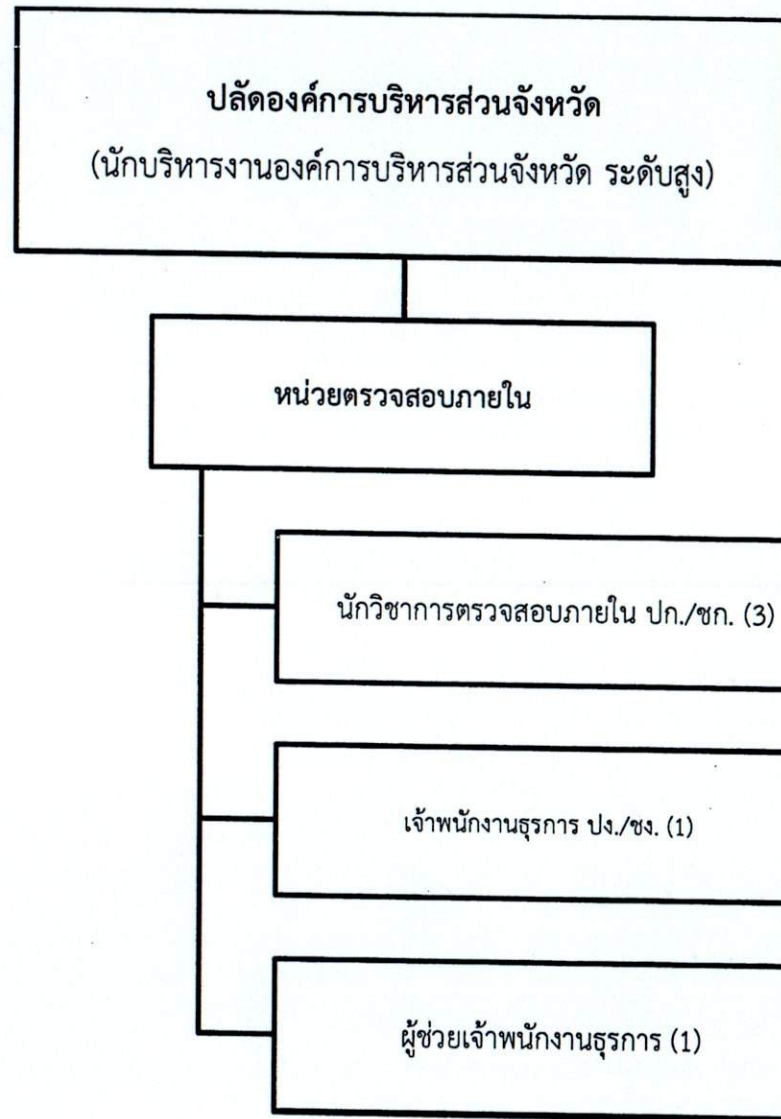 ปลัดองค์การบริหารส่วนจังหวัด
(นักบริหารงานองค์การบริหารส่วนจังหวัด ระดับสูง)
หน่วยตรวจสอบภายใน
นักวิชาการตรวจสอบภายใน ปก./ชก. (3)
เจ้าพนักงานธุรการ ปง./ชง. (1)
ผู้ช่วยเจ้าพนักงานธุรการ (1)